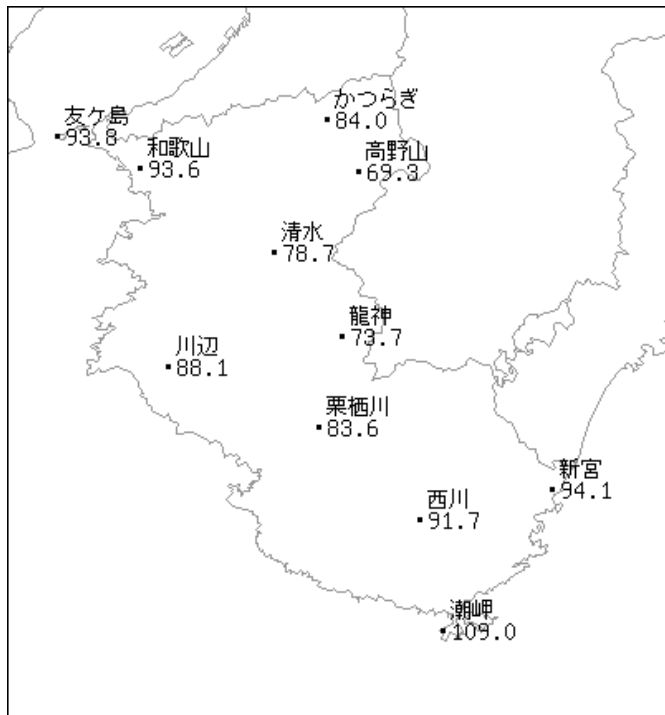 かつらぎ
84.0
友ケ島
93.8
和歌山
93.6
高野山
69.3
清水
78.7
龍神
73.7
川辺
88.1
栗栖川
83.6
新宮
94.1
西川
91.7
潮岬
109.0